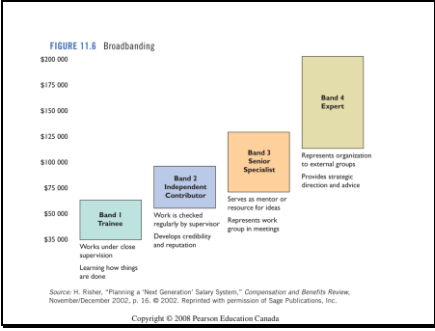 FIGURE 11.6 Broadbanding
$200 000
$175 000
$150 000
$125 000
$100 000
$75 000
$50 000
$35 000
Band 1
Trainee
Works under close
supervision
Learning how things
are done
Band 2
Independent
Contributor
Work is checked
regularly by supervisor
Develops credibility
and reputation
Band 3
Senior
Specialist
Serves as mentor or
resource for ideas
Represents work
group in meetings
Band 4
Expert
Represents organization
to external groups
Provides strategic
direction and advice
Source: H. Risher, "Planning a 'Next Generation' Salary System," Compensation and Benefits Review,
November/December 2002, p. 16. © 2002. Reprinted with permission of Sage Publications, Inc.
Copyright © 2008 Pearson Education Canada